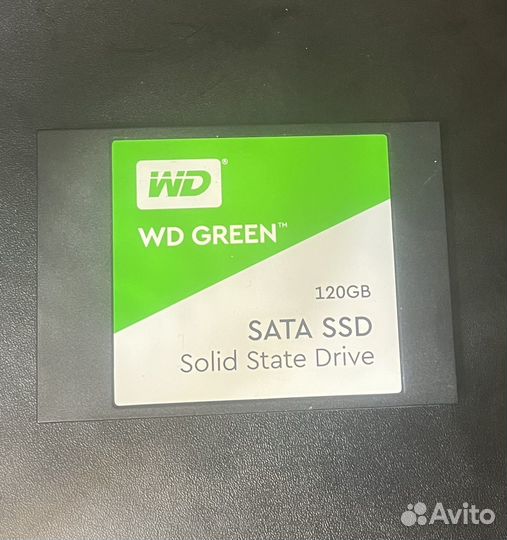 WD®
WD GREEN™
120GB
SATA SSD
Solid State Drive
Avito